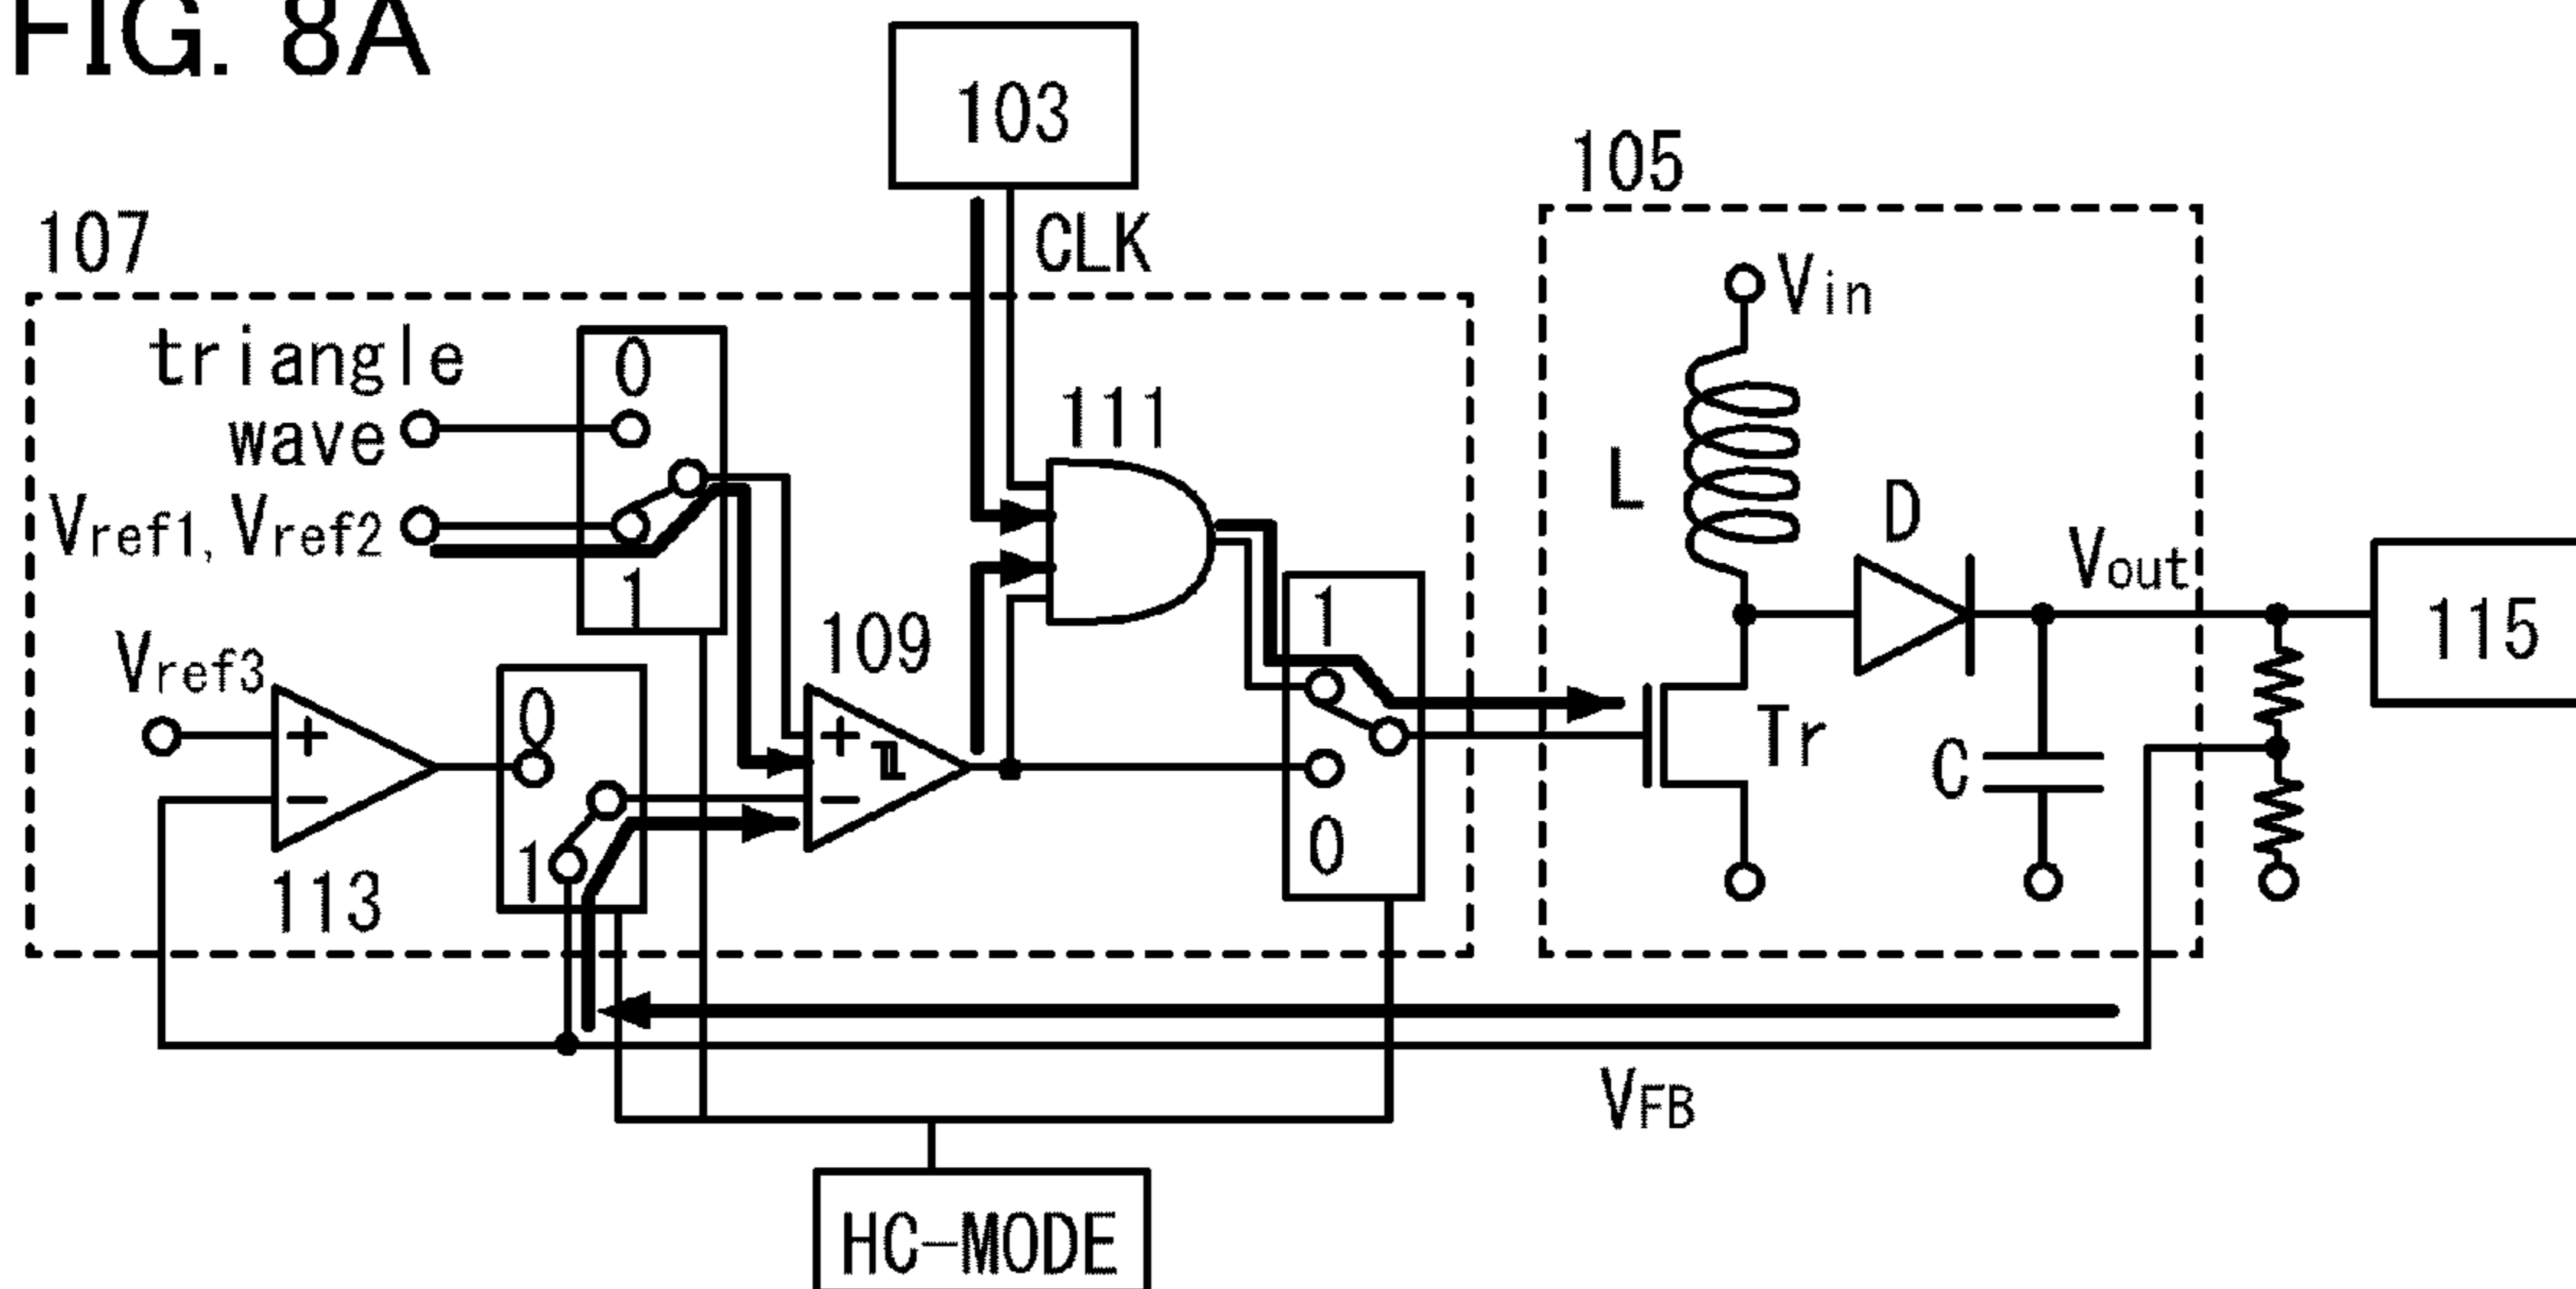 FIG. 8A
103
105
107
CLK
Vin
triangle
wave
0
111
L
D
Vref1, Vref2
Vout
1
1
115
109
Vref3
0
+
+
Tr
C
−
−
1
0
113
VFB
HC-MODE